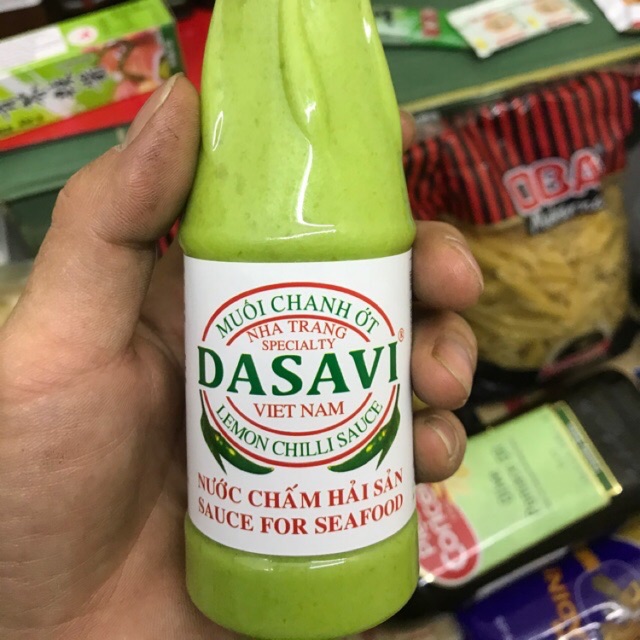 MUỐI CHANH ỚT
NHA TRANG
SPECIALTY
DASAVI®
VIET NAM
LEMON CHILLI SAUCE
NƯỚC CHẤM HẢI SẢN
SAUCE FOR SEAFOOD
OBA